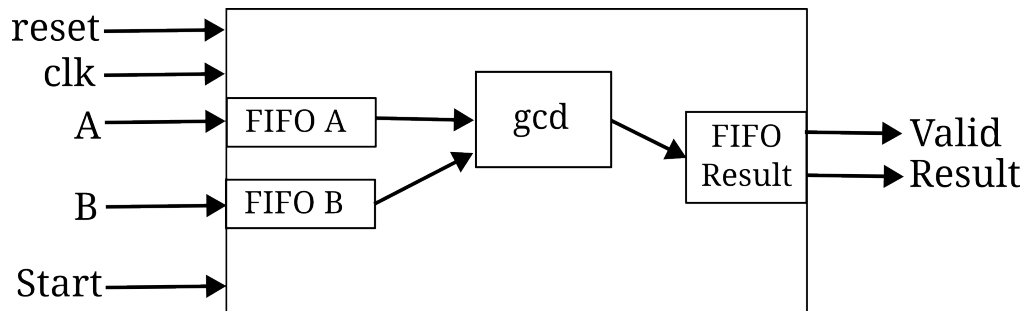 reset
clk
A
B
Start
FIFO A
FIFO B
gcd
FIFO
Result
Valid
Result